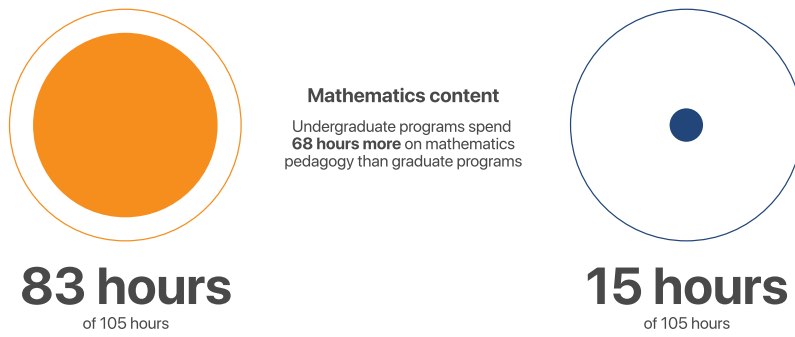 Mathematics content
Undergraduate programs spend
68 hours more on mathematics
pedagogy than graduate programs
83 hours
of 105 hours
15 hours
of 105 hours